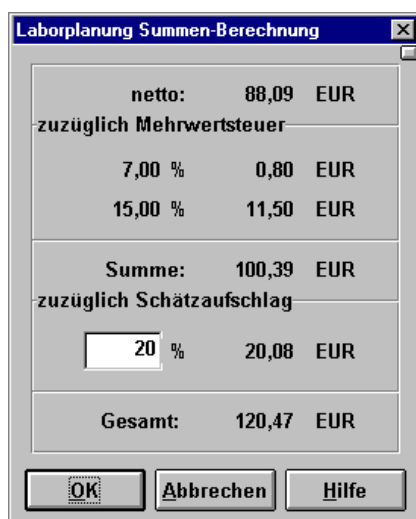 Laborplanung Summen-Berechnung
netto: 88,09 EUR
zuzüglich Mehrwertsteuer
7,00 % 0,80 EUR
15,00 % 11,50 EUR
Summe: 100,39 EUR
zuzüglich Schätzaufschlag
20 % 20,08 EUR
Gesamt: 120,47 EUR
OK Abbrechen Hilfe